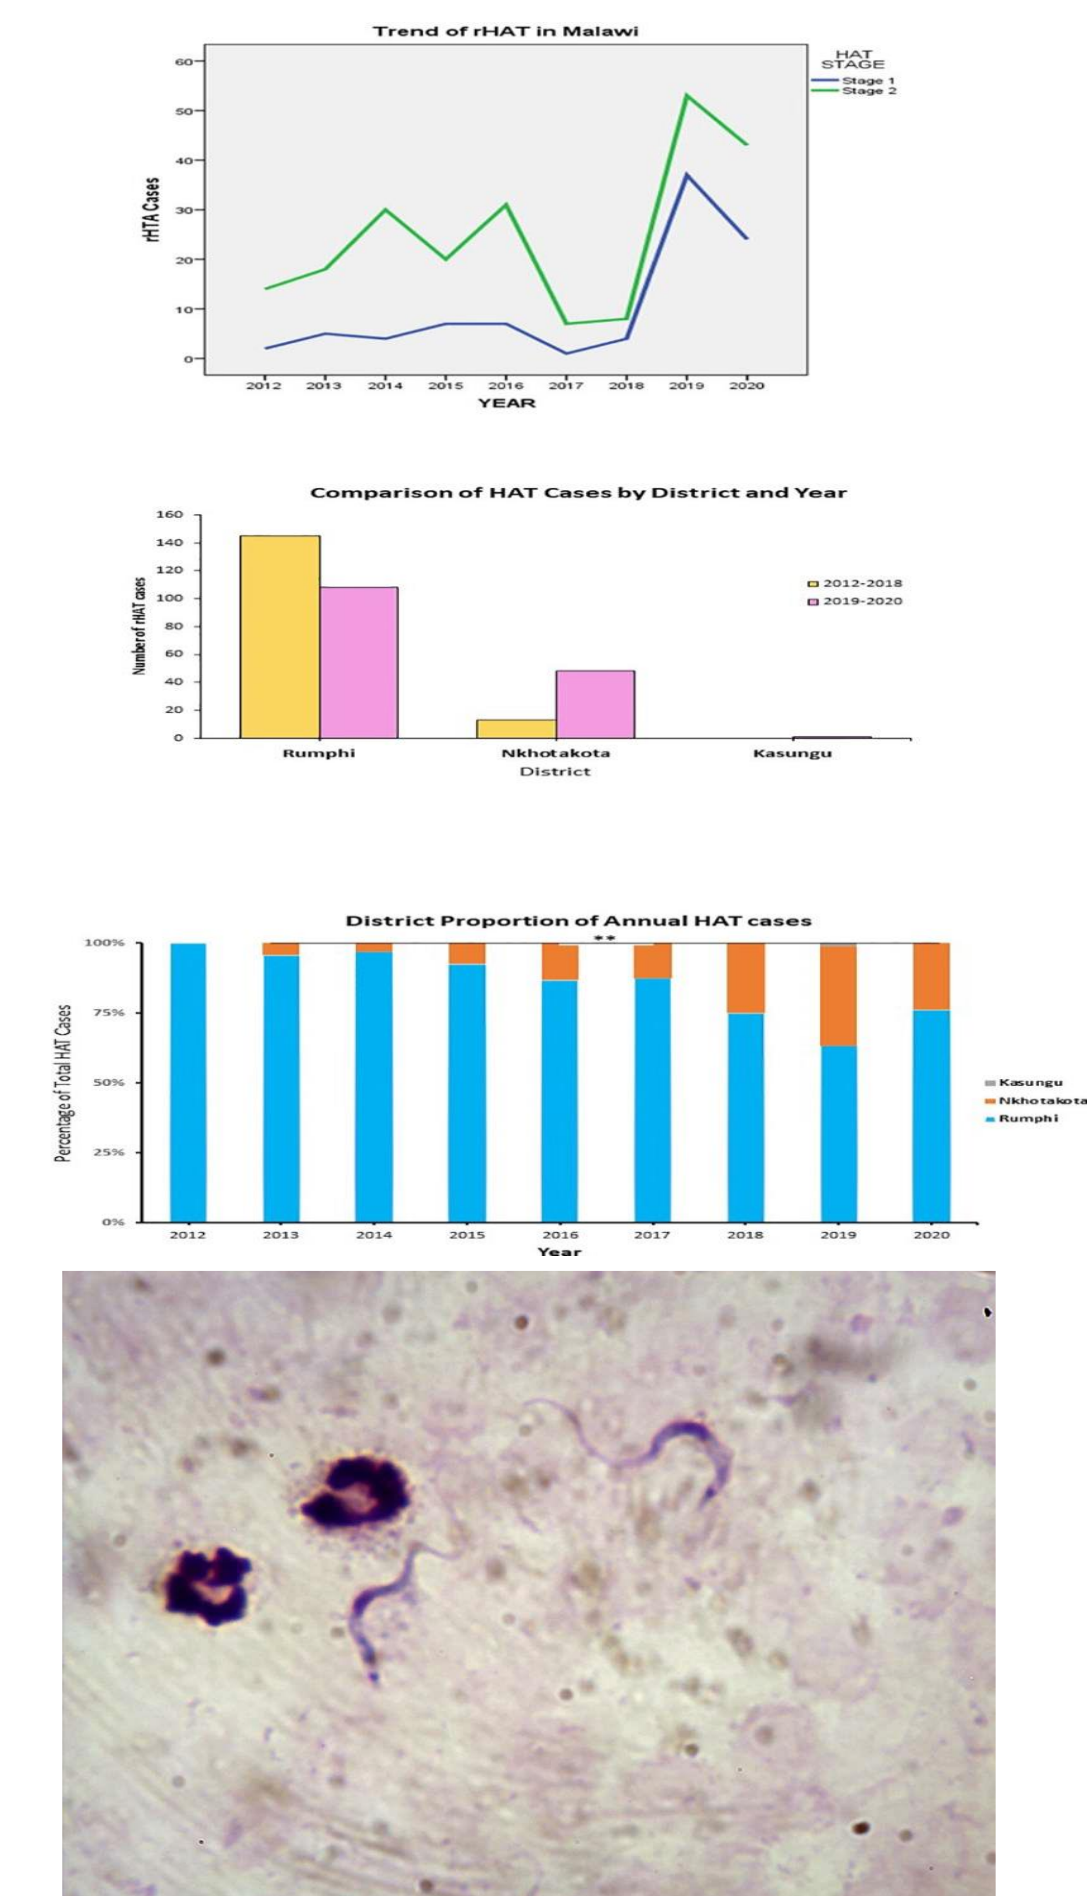 Trend of rHAT in Malawi
HAT
STAGE
Stage 1
Stage 2
60
50
40
30
20
10
0
rHTA Cases
2012 2013 2014 2015 2016 2017 2018 2019 2020
YEAR
Comparison of HAT Cases by District and Year
160
140
120
100
80
60
40
20
0
Number of rHAT cases
2012-2018
2019-2020
Rumphi Nkhotakota Kasungu
District
District Proportion of Annual HAT cases
**
100%
75%
50%
25%
0%
Percentage of Total HAT Cases
Kasungu
Nkhotakota
Rumphi
2012 2013 2014 2015 2016 2017 2018 2019 2020
Year